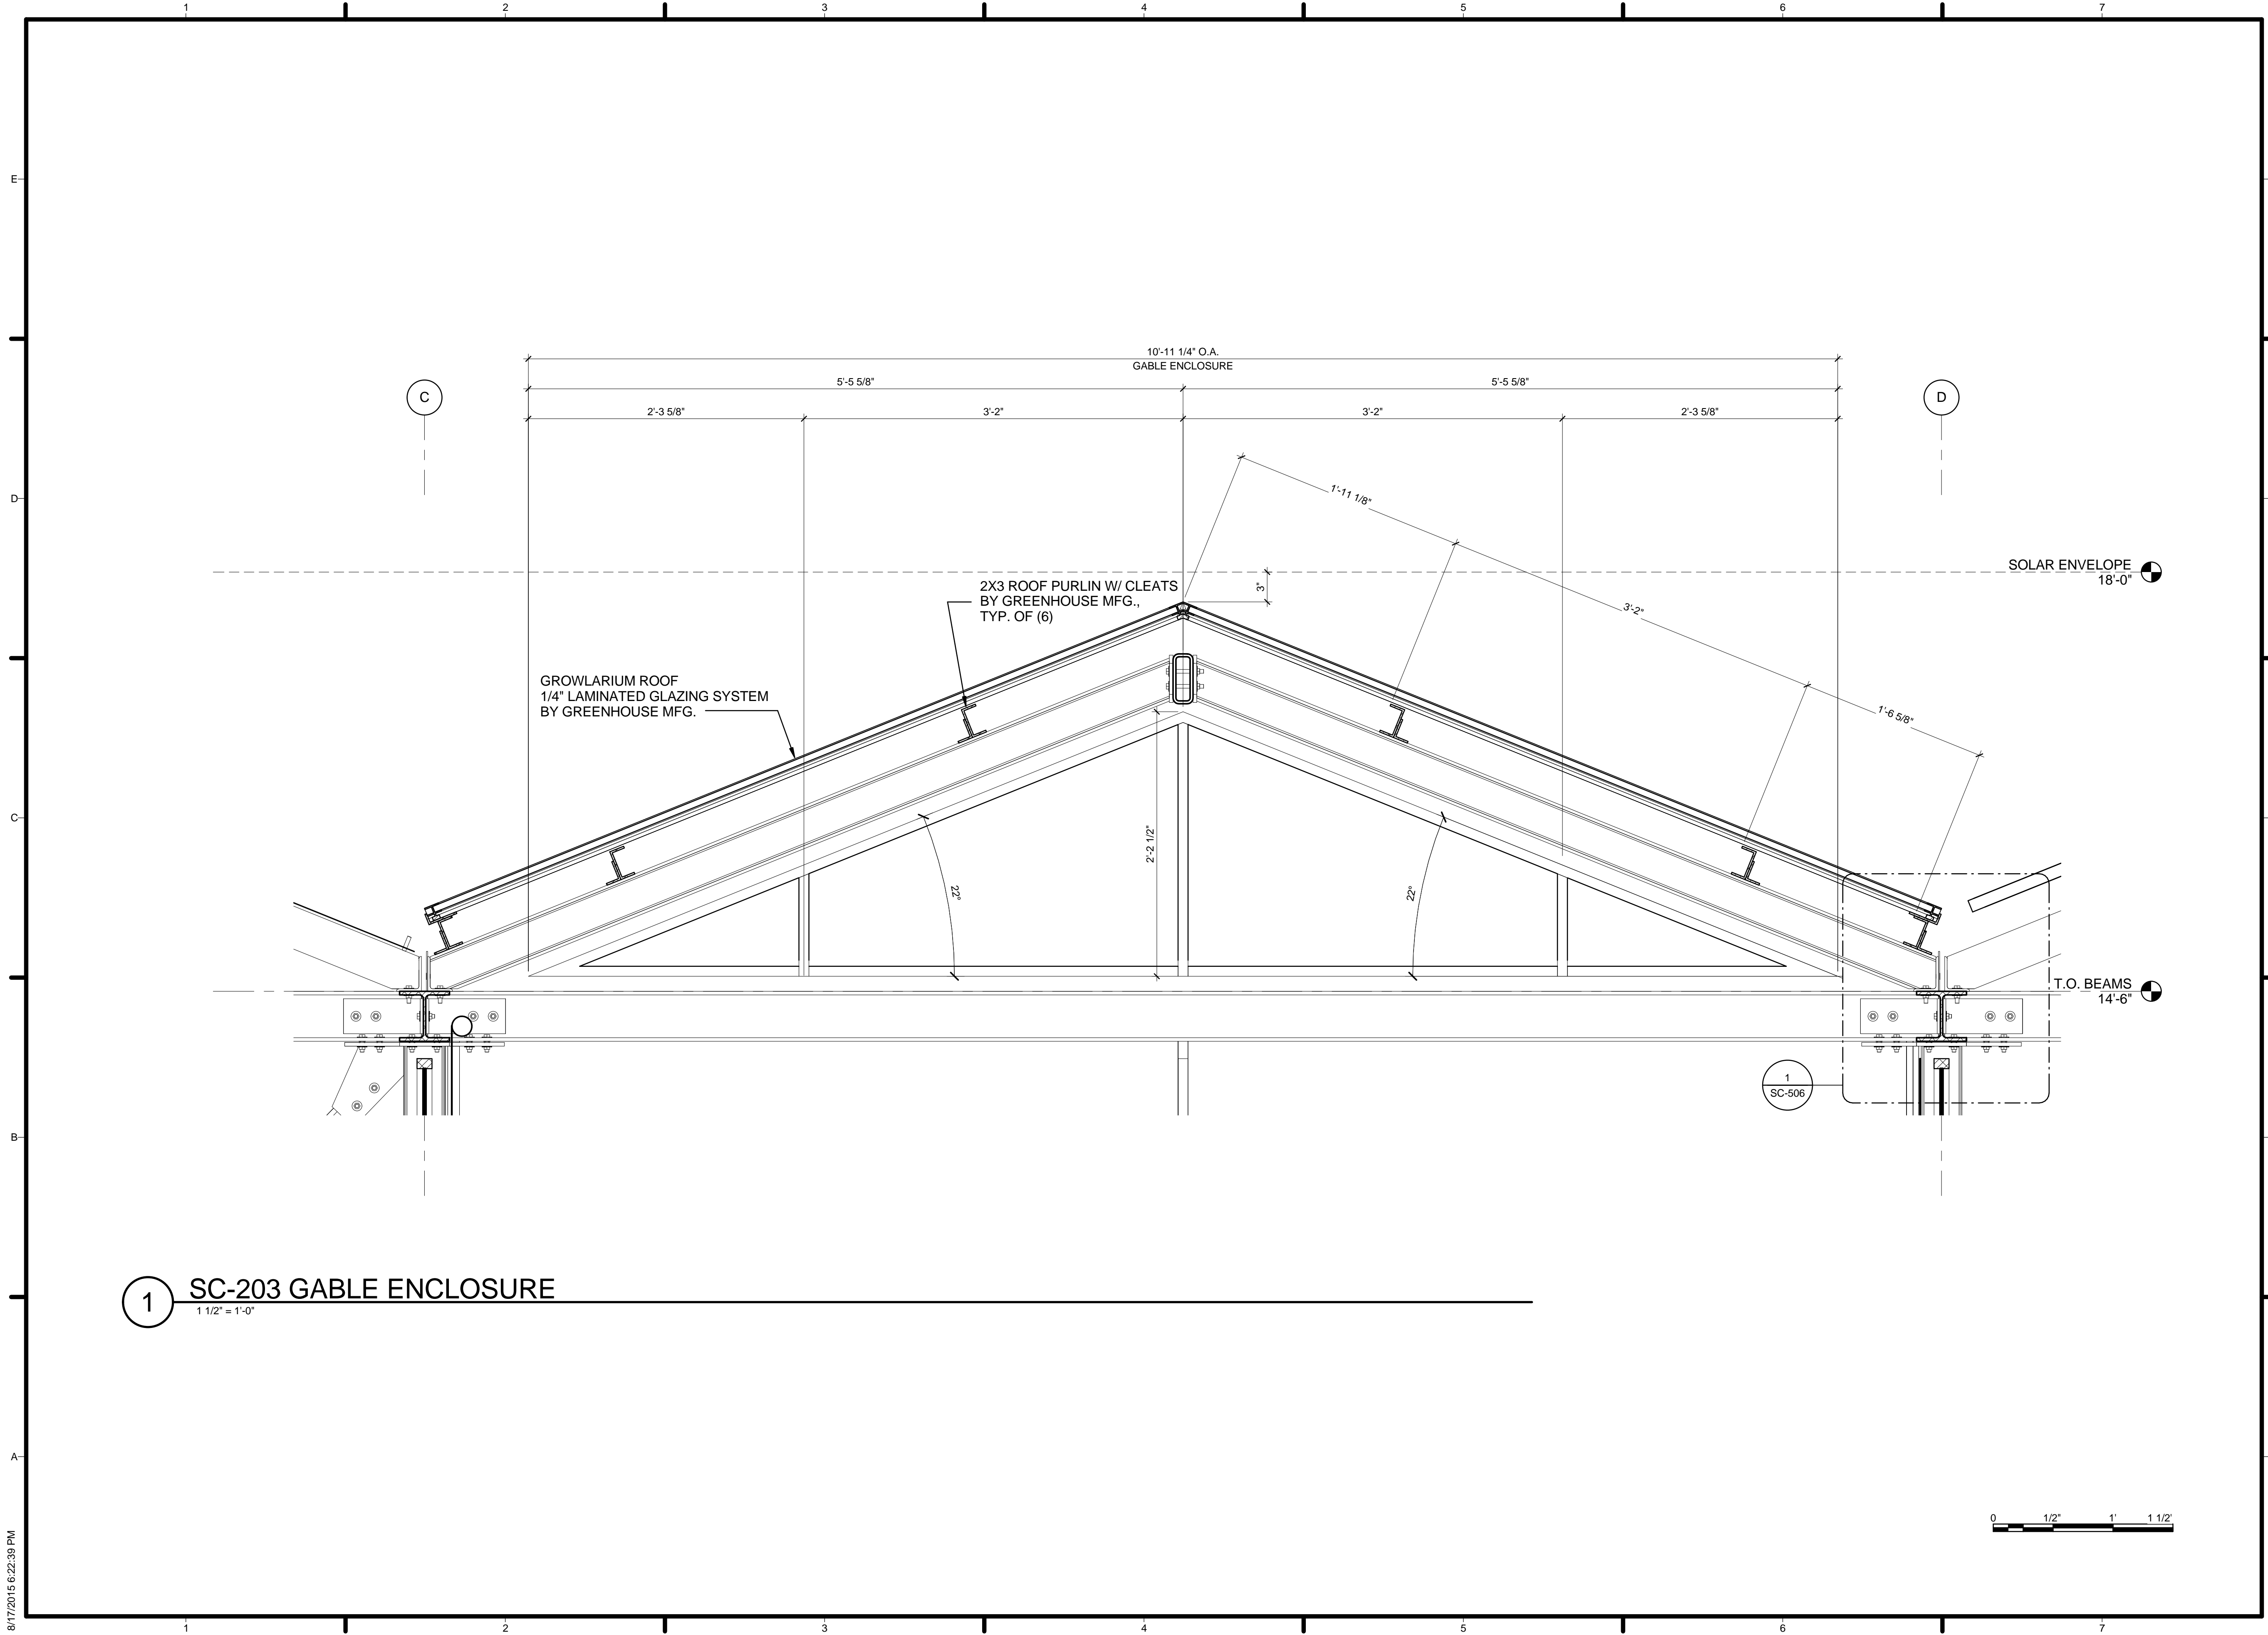 1 2 3 4 5 6 7
E
D
C
B
A
10'-11 1/4" O.A.
GABLE ENCLOSURE
5'-5 5/8" 5'-5 5/8"
C
D
2'-3 5/8" 3'-2" 3'-2" 2'-3 5/8"
1'-11 1/8"
3'-2"
1'-6 5/8"
SOLAR ENVELOPE
18'-0"
3"
2X3 ROOF PURLIN W/ CLEATS
BY GREENHOUSE MFG.,
TYP. OF (6)
GROWLARIUM ROOF
1/4" LAMINATED GLAZING SYSTEM
BY GREENHOUSE MFG.
2'-2 1/2"
22°
22°
T.O. BEAMS
14'-6"
1
SC-506
1
SC-203 GABLE ENCLOSURE
1 1/2" = 1'-0"
0 1/2" 1' 1 1/2'
8/17/2015 6:22:39 PM
1 2 3 4 5 6 7